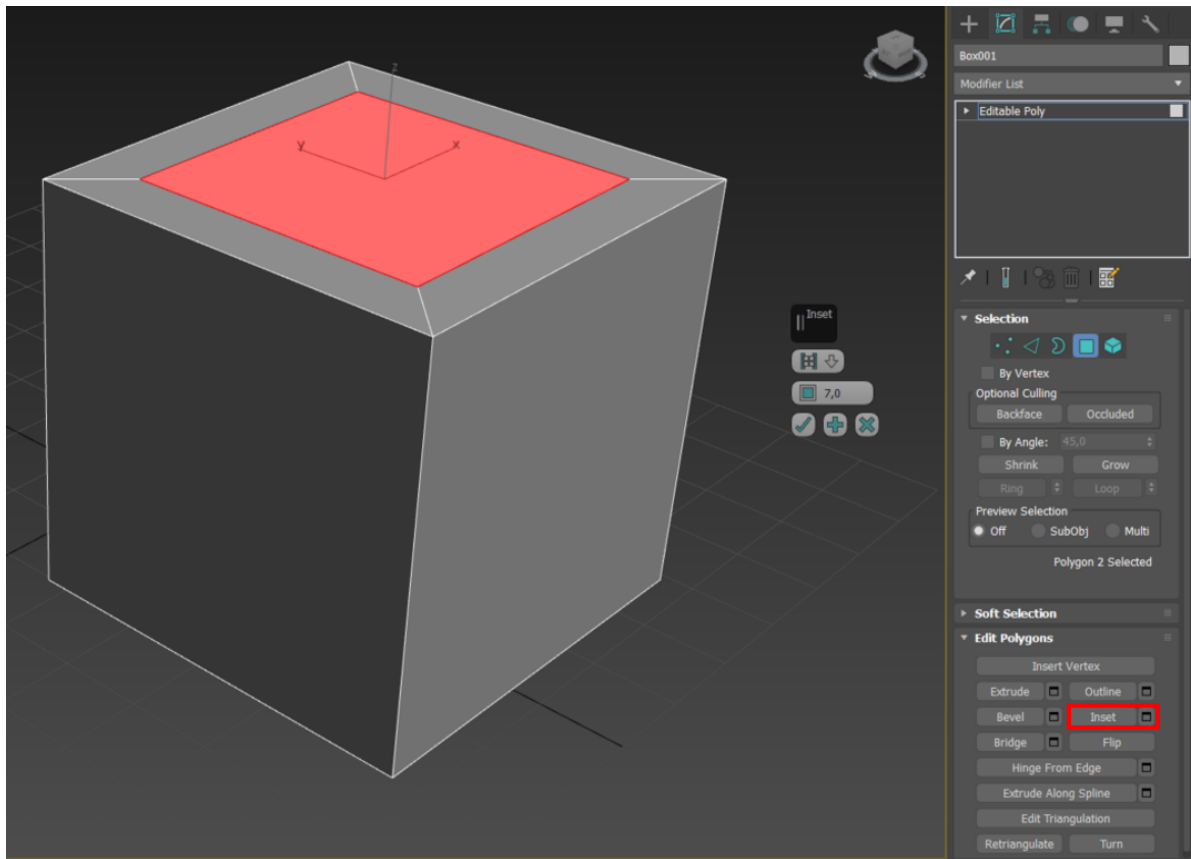 Box001
Modifier List
Editable Poly
z
y
x
Inset
7,0
Selection
By Vertex
Optional Culling
Backface Occluded
By Angle: 45,0
Shrink Grow
Ring Loop
Preview Selection
Off SubObj Multi
Polygon 2 Selected
Soft Selection
Edit Polygons
Insert Vertex
Extrude Outline
Bevel Inset
Bridge Flip
Hinge From Edge
Extrude Along Spline
Edit Triangulation
Retriangulate Turn